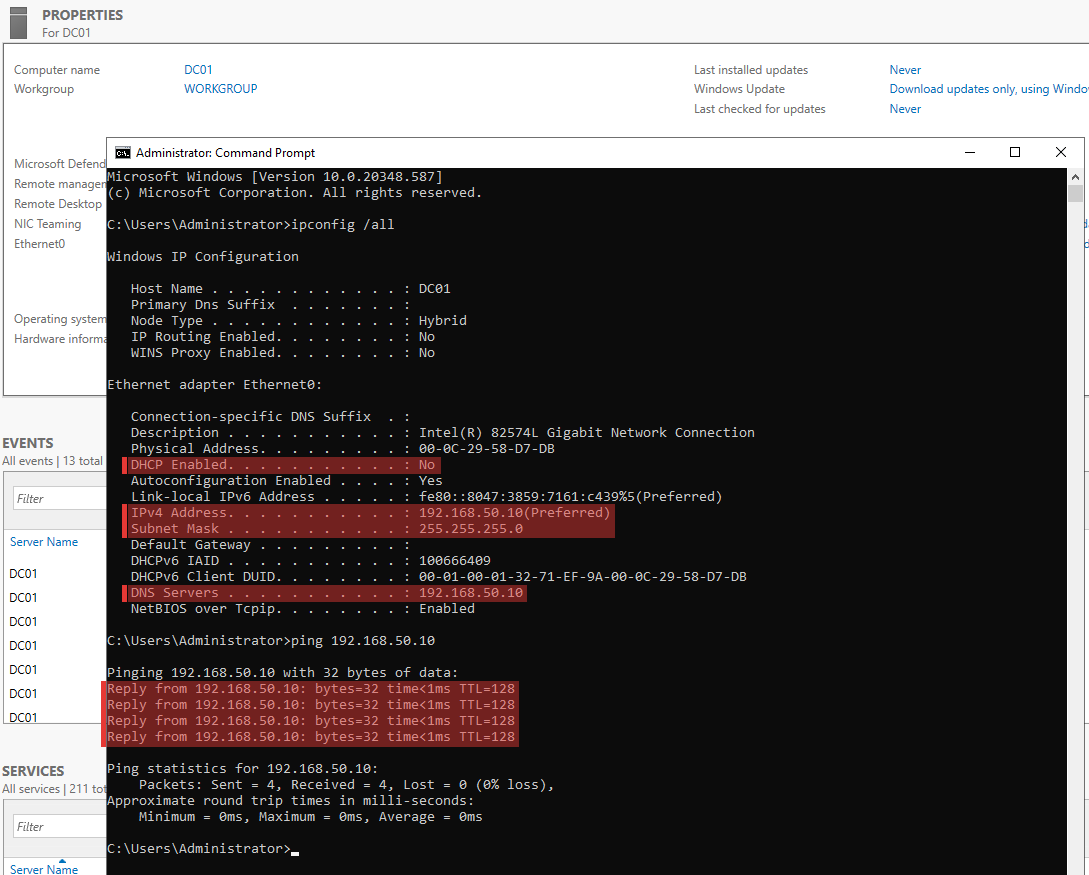 PROPERTIES
For DC01
Computer name DC01 Last installed updates Never
Workgroup WORKGROUP Windows Update Download updates only, using
Last checked for updates Never
Administrator: Command Prompt
Microsoft
Remote
Remote Desktop
NIC Teaming
Ethernet0
Operating system
Hardware
Microsoft Windows [Version 10.0.20348.587]
(c) Microsoft Corporation. All rights reserved.
C:\Users\Administrator>ipconfig /all
Windows IP Configuration
Host Name . . . . . . . . . . . . : DC01
Primary Dns Suffix  . . . . . . . :
Node Type . . . . . . . . . . . . : Hybrid
IP Routing Enabled. . . . . . . . : No
WINS Proxy Enabled. . . . . . . . : No
Ethernet adapter Ethernet0:
Connection-specific DNS Suffix  . :
Description . . . . . . . . . . . : Intel(R) 82574L Gigabit Network Connection
Physical Address. . . . . . . . . : 00-0C-29-58-D7-DB
DHCP Enabled. . . . . . . . . . . : No
Autoconfiguration Enabled . . . . : Yes
Link-local IPv6 Address . . . . . : fe80::8047:3859:7161:c439%5(Preferred)
IPv4 Address. . . . . . . . . . . : 192.168.50.10(Preferred)
Subnet Mask . . . . . . . . . . . : 255.255.255.0
Default Gateway . . . . . . . . . :
DHCPv6 IAID . . . . . . . . . . . : 100666409
DHCPv6 Client DUID. . . . . . . . : 00-01-00-01-32-71-EF-9A-00-0C-29-58-D7-DB
DNS Servers . . . . . . . . . . . : 192.168.50.10
NetBIOS over Tcpip. . . . . . . . : Enabled
C:\Users\Administrator>ping 192.168.50.10
Pinging 192.168.50.10 with 32 bytes of data:
Reply from 192.168.50.10: bytes=32 time<1ms TTL=128
Reply from 192.168.50.10: bytes=32 time<1ms TTL=128
Reply from 192.168.50.10: bytes=32 time<1ms TTL=128
Reply from 192.168.50.10: bytes=32 time<1ms TTL=128
Ping statistics for 192.168.50.10:
Packets: Sent = 4, Received = 4, Lost = 0 (0% loss),
Approximate round trip times in milli-seconds:
Minimum = 0ms, Maximum = 0ms, Average = 0ms
C:\Users\Administrator>
EVENTS
All events | 13 total
Filter
Server Name
DC01
DC01
DC01
DC01
DC01
DC01
DC01
SERVICES
All services | 211
Filter
Server Name